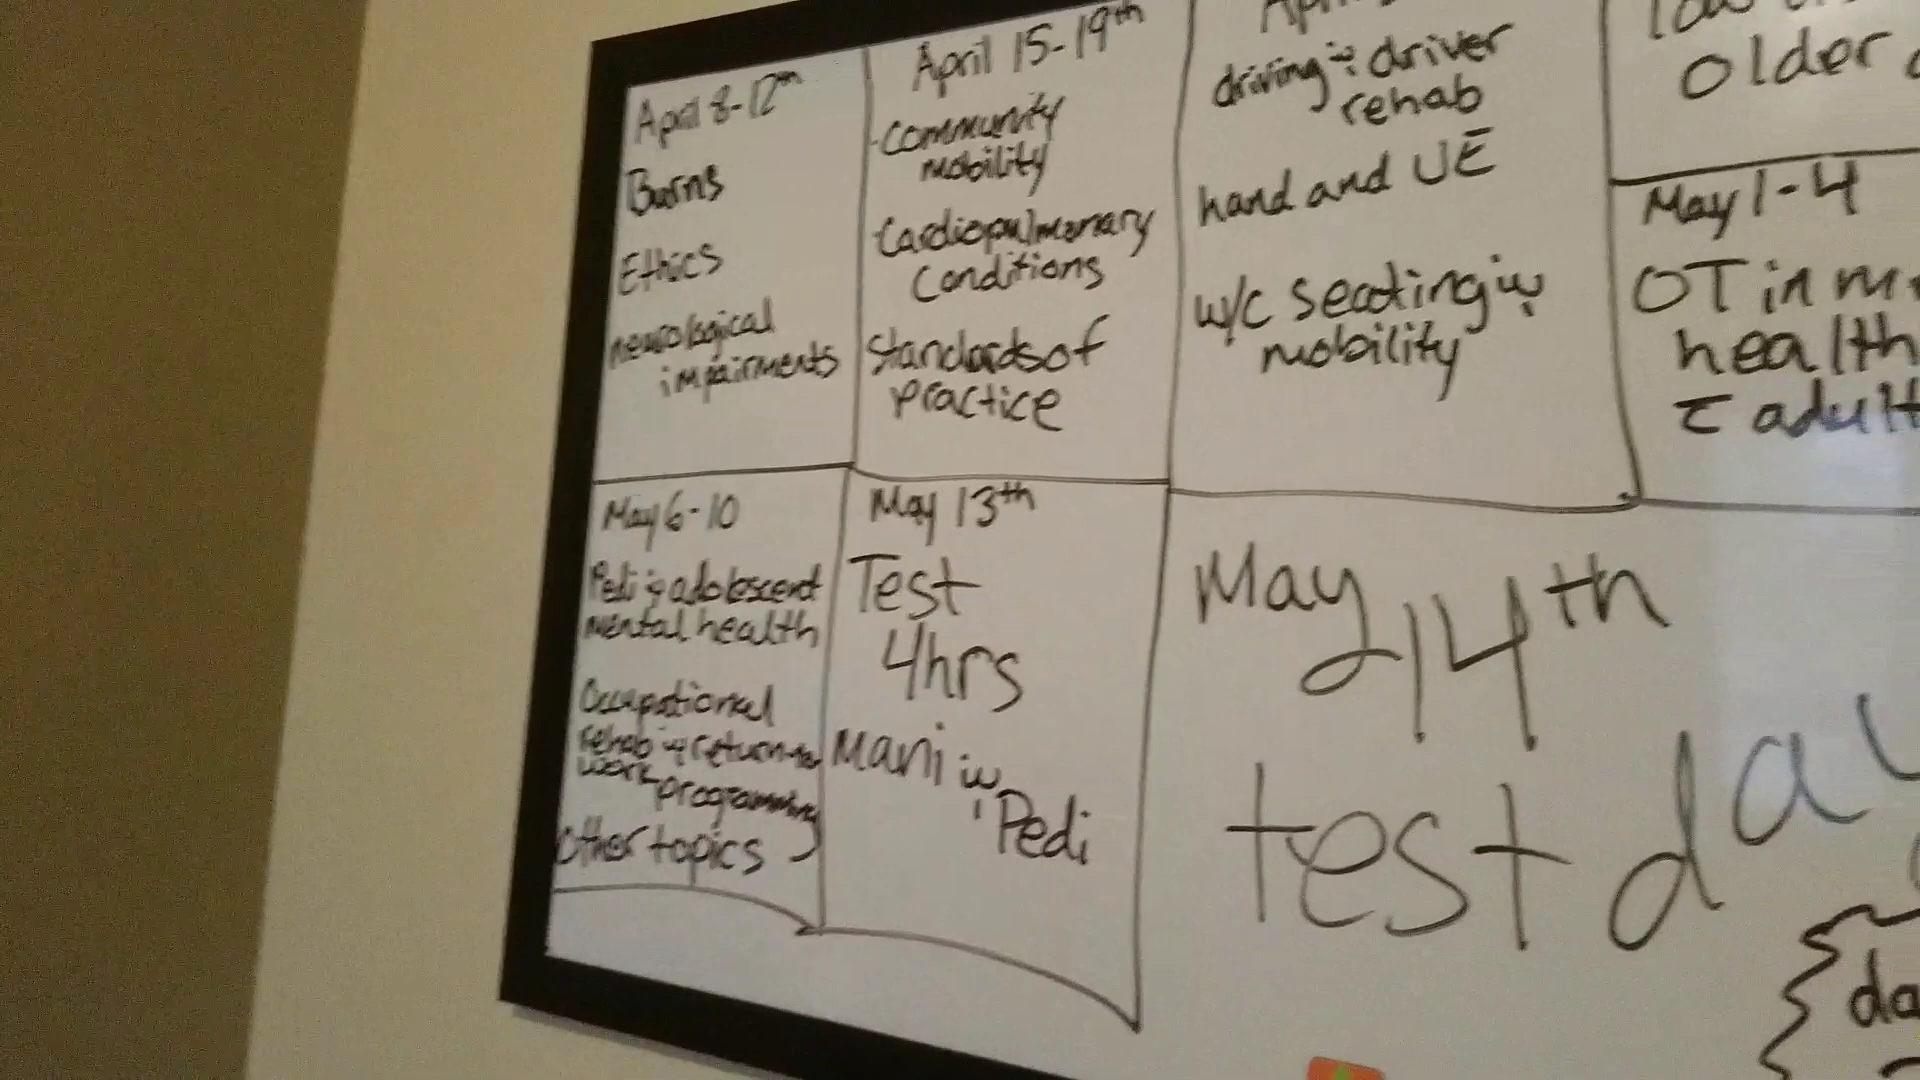 April 8-12th
Burns
Ethics
neurological
impairments
April 15-19th
-Community
mobility
-Cardiopulmonary
Conditions
Standards of
practice
driving & driver
rehab
hand and UE
w/c seating &
mobility
older
May 1-4
OT in
health
c adult
May 6-10
Pedi & adolescent
mental health
Occupational
rehab & return to
work
programming
Other topics
May 13th
Test
4hrs
Mani &
Pedi
May 14th
test day